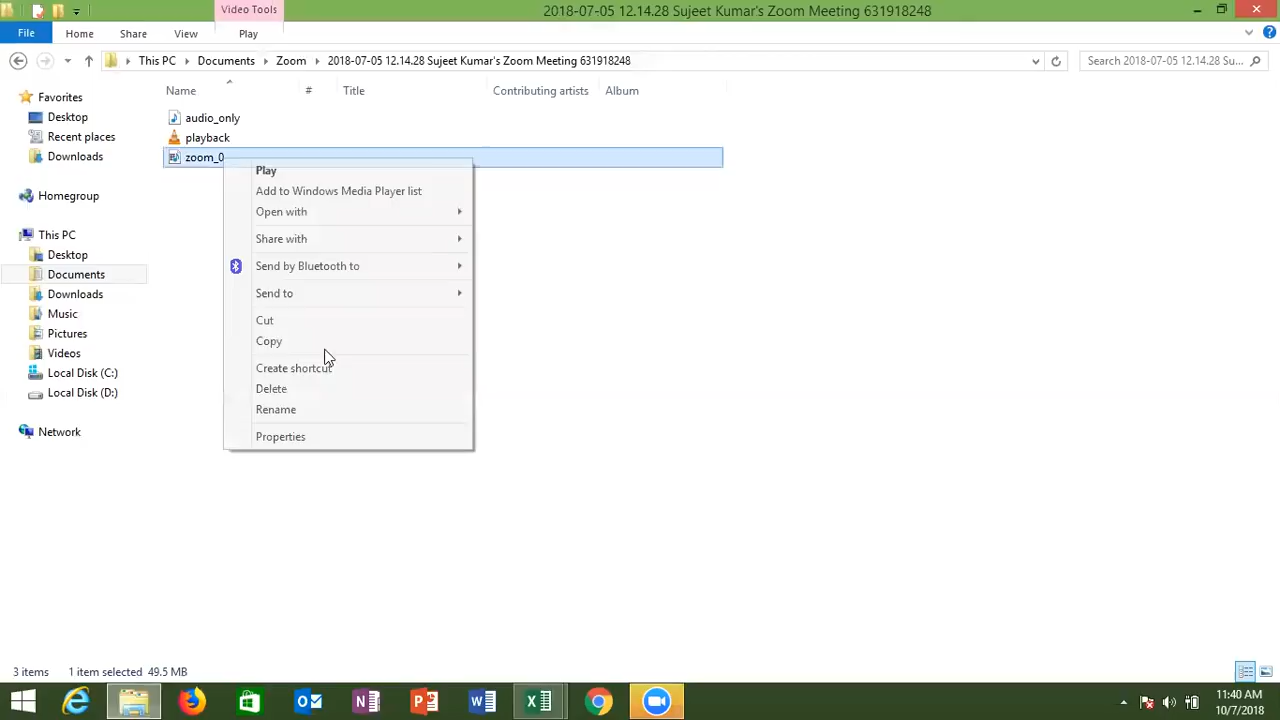 Video Tools
2018-07-05 12.14.28 Sujeet Kumar's Zoom Meeting 631918248
File Home Share View Play
This PC Documents Zoom 2018-07-05 12.14.28 Sujeet Kumar's Zoom Meeting 631918248
Search 2018-07-05 12.14.28 Su...
Name # Title Contributing artists Album
Favorites
Desktop
Recent places
Downloads
Homegroup
This PC
Desktop
Documents
Downloads
Music
Pictures
Videos
Local Disk (C:)
Local Disk (D:)
Network
audio_only
playback
zoom_0
Play
Add to Windows Media Player list
Open with
Share with
Send by Bluetooth to
Send to
Cut
Copy
Create shortcut
Delete
Rename
Properties
3 items 1 item selected 49.5 MB
11:40 AM
10/7/2018